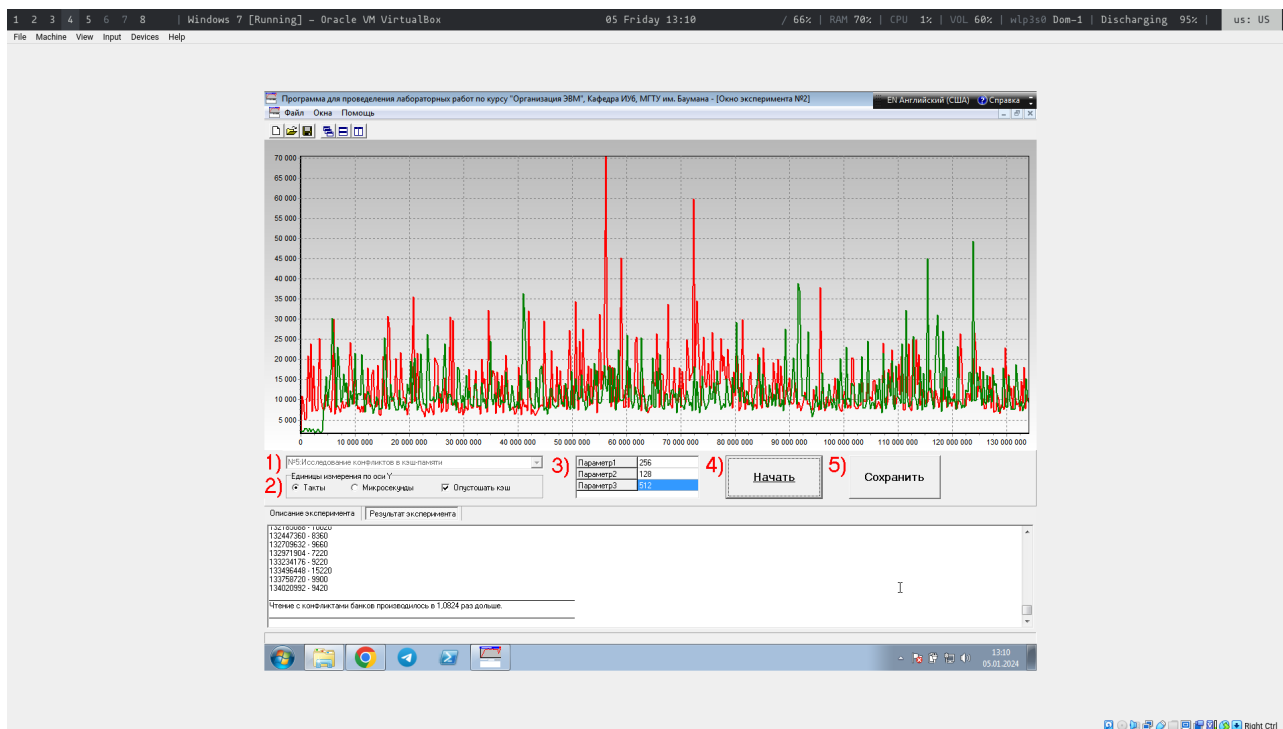 1 2 3 4 5 6 7 8 | Windows 7 [Running] – Oracle VM VirtualBox 05 Friday 13:10 / 66% | RAM 70% | CPU 1% | VOL 60% | wlp3s0 Dom~1 | Discharging 95% | us: US
File Machine View Input Devices Help
Программа для проведеления лабораторных работ по курсу "Организация ЭВМ", Кафедра ИУ6, МГТУ им. Баумана - [Окно эксперимента №2] EN Английский (США) Справка
Файл Окна Помощь
70 000
65 000
60 000
55 000
50 000
45 000
40 000
35 000
30 000
25 000
20 000
15 000
10 000
5 000
0 10 000 000 20 000 000 30 000 000 40 000 000 50 000 000 60 000 000 70 000 000 80 000 000 90 000 000 100 000 000 110 000 000 120 000 000 130 000 000
1) №5:Исследование конфликтов в кэш-памяти
2) Единицы измерения по оси Y
Такты Микросекунды Опустошать кэш
3) Параметр1 256
Параметр2 128
Параметр3 512
4) Начать
5) Сохранить
Описание эксперимента Результат эксперимента
132185088 - 10020
132447360 - 8360
132709632 - 9660
132971904 - 7220
133234176 - 9220
133496448 - 15220
133758720 - 9900
134020992 - 9420
Чтение с конфликтами банков производилось в 1,0824 раз дольше.
13:10
05.01.2024
Right Ctrl